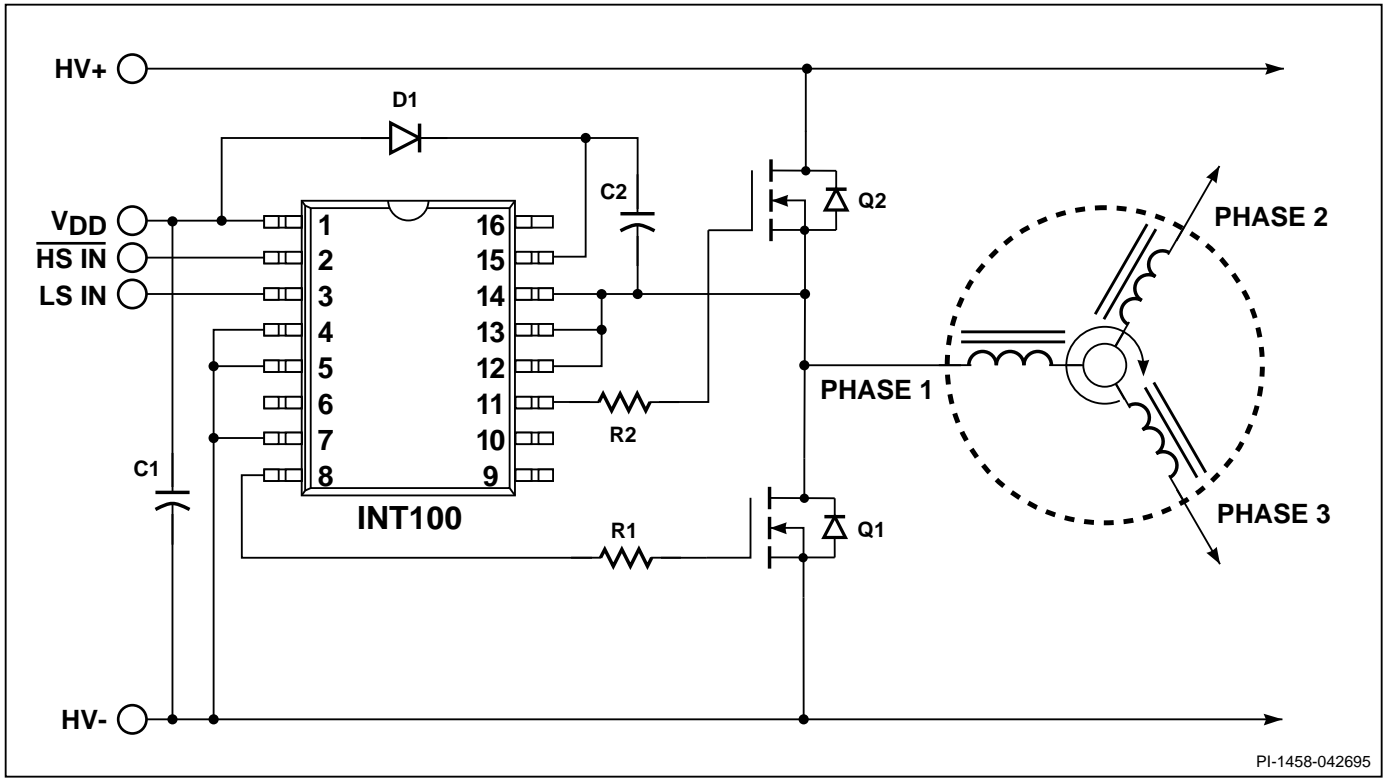 HV+
D1
C2
Q2
PHASE 2
VDD
HS IN
LS IN
1
2
3
4
5
6
7
8
16
15
14
13
12
11
10
9
PHASE 1
R2
C1
INT100
R1
Q1
PHASE 3
HV-
PI-1458-042695